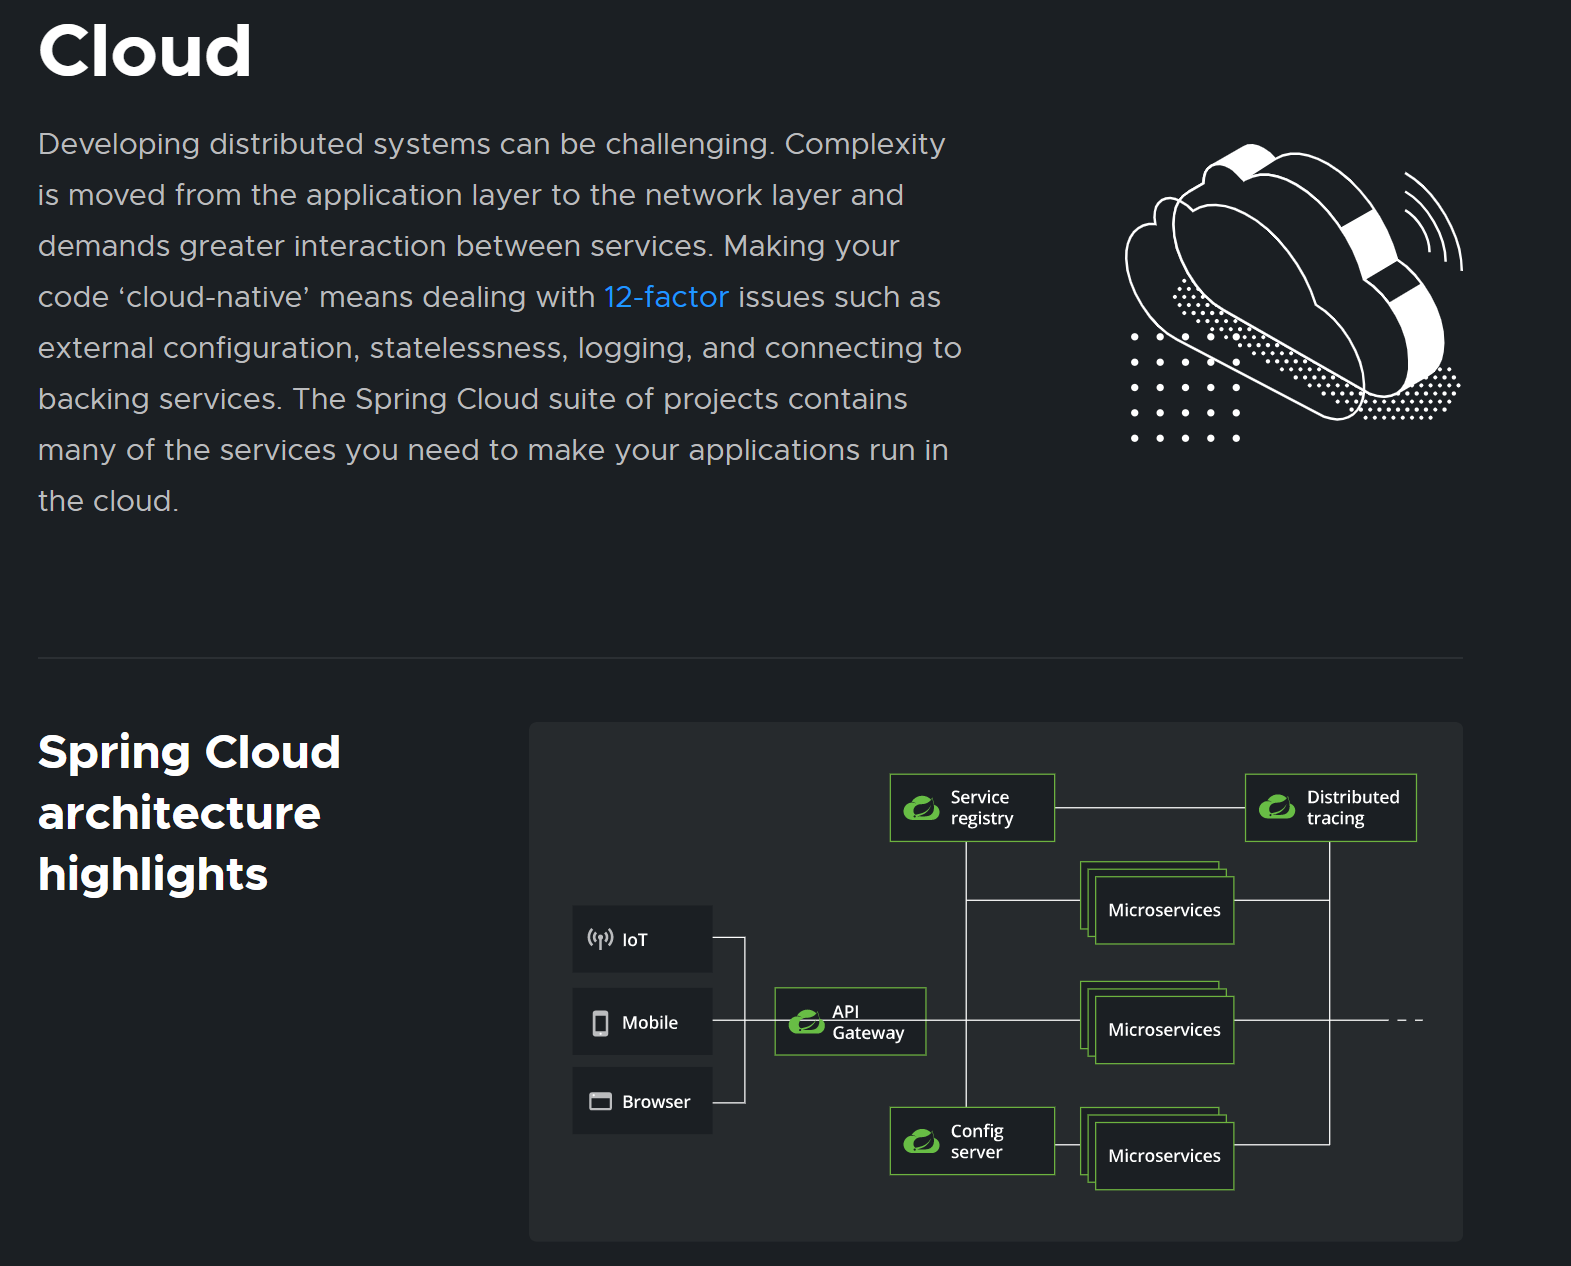 Cloud
Developing distributed systems can be challenging. Complexity
is moved from the application layer to the network layer and
demands greater interaction between services. Making your
code ‘cloud-native’ means dealing with 12-factor issues such as
external configuration, statelessness, logging, and connecting to
backing services. The Spring Cloud suite of projects contains
many of the services you need to make your applications run in
the cloud.
Spring Cloud
architecture
highlights
Service
registry
Distributed
tracing
Microservices
IoT
Mobile
Browser
API
Gateway
Microservices
Config
server
Microservices